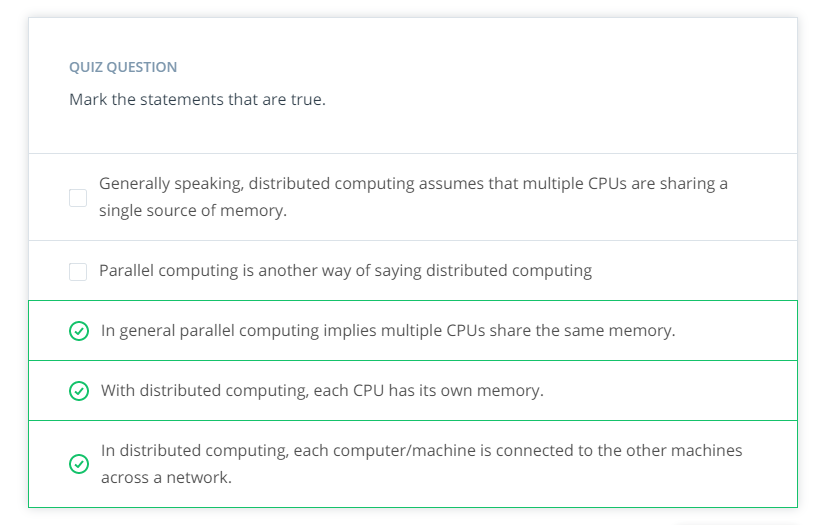 QUIZ QUESTION
Mark the statements that are true.
Generally speaking, distributed computing assumes that multiple CPUs are sharing a
single source of memory.
Parallel computing is another way of saying distributed computing
In general parallel computing implies multiple CPUs share the same memory.
With distributed computing, each CPU has its own memory.
In distributed computing, each computer/machine is connected to the other machines
across a network.